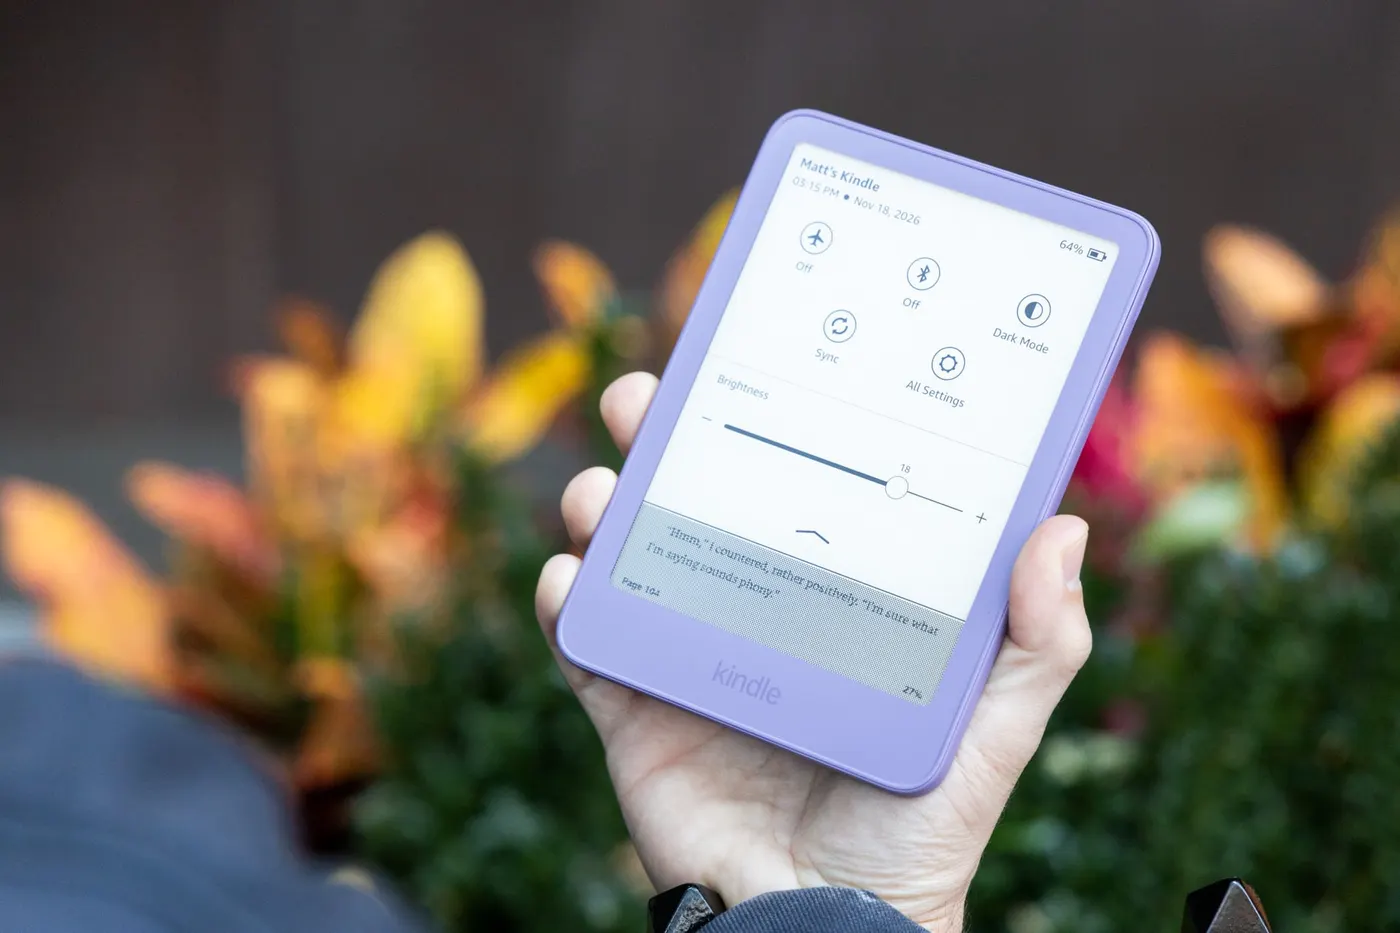 Matt's Kindle
03:15 PM • Nov 18, 2026
64%
Off
Off
Dark Mode
Sync
All Settings
Brightness
− 18 +
"Hmm," I countered, rather positively. "I'm sure what
I'm saying sounds phony."
Page 104
27%
kindle